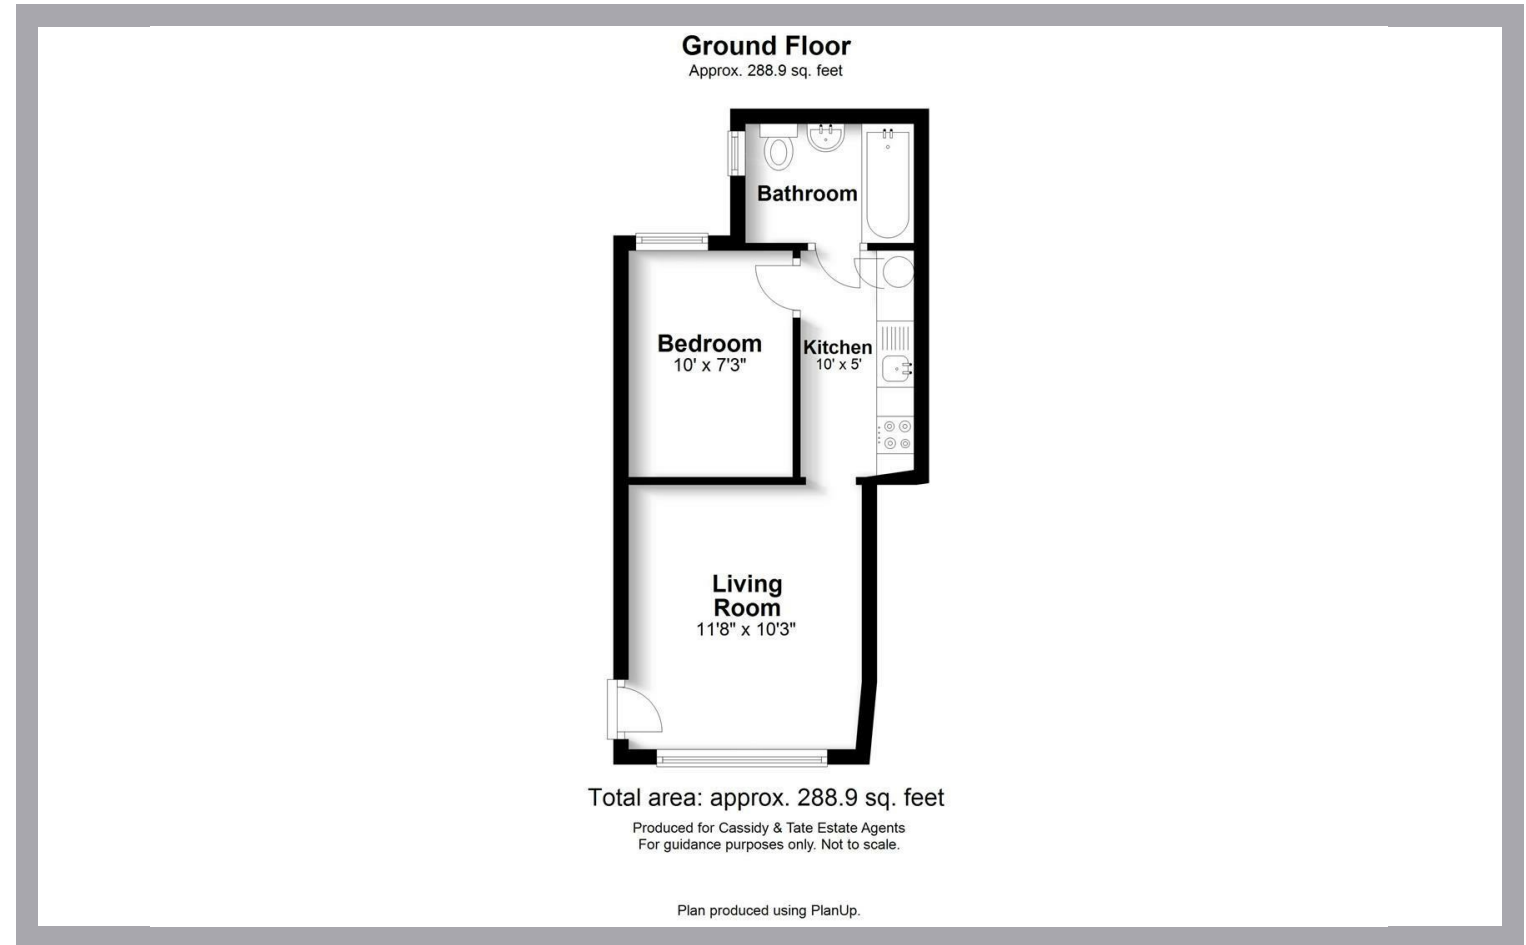 Ground Floor
Approx. 288.9 sq. feet
Bathroom
Bedroom
10' x 7'3"
Kitchen
10' x 5'
Living
Room
11'8" x 10'3"
Total area: approx. 288.9 sq. feet
Produced for Cassidy & Tate Estate Agents
For guidance purposes only. Not to scale.
Plan produced using PlanUp.